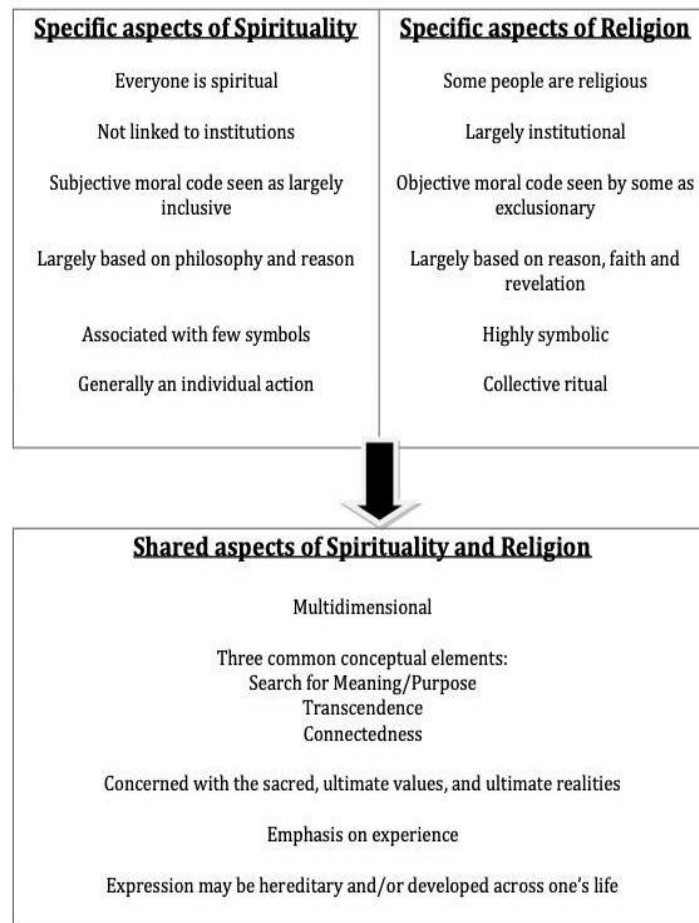 Specific aspects of Spirituality
Everyone is spiritual
Not linked to institutions
Subjective moral code seen as largely
inclusive
Largely based on philosophy and reason
Associated with few symbols
Generally an individual action
Specific aspects of Religion
Some people are religious
Largely institutional
Objective moral code seen by some as
exclusionary
Largely based on reason, faith and
revelation
Highly symbolic
Collective ritual
Shared aspects of Spirituality and Religion
Multidimensional
Three common conceptual elements:
Search for Meaning/Purpose
Transcendence
Connectedness
Concerned with the sacred, ultimate values, and ultimate realities
Emphasis on experience
Expression may be hereditary and/or developed across one’s life